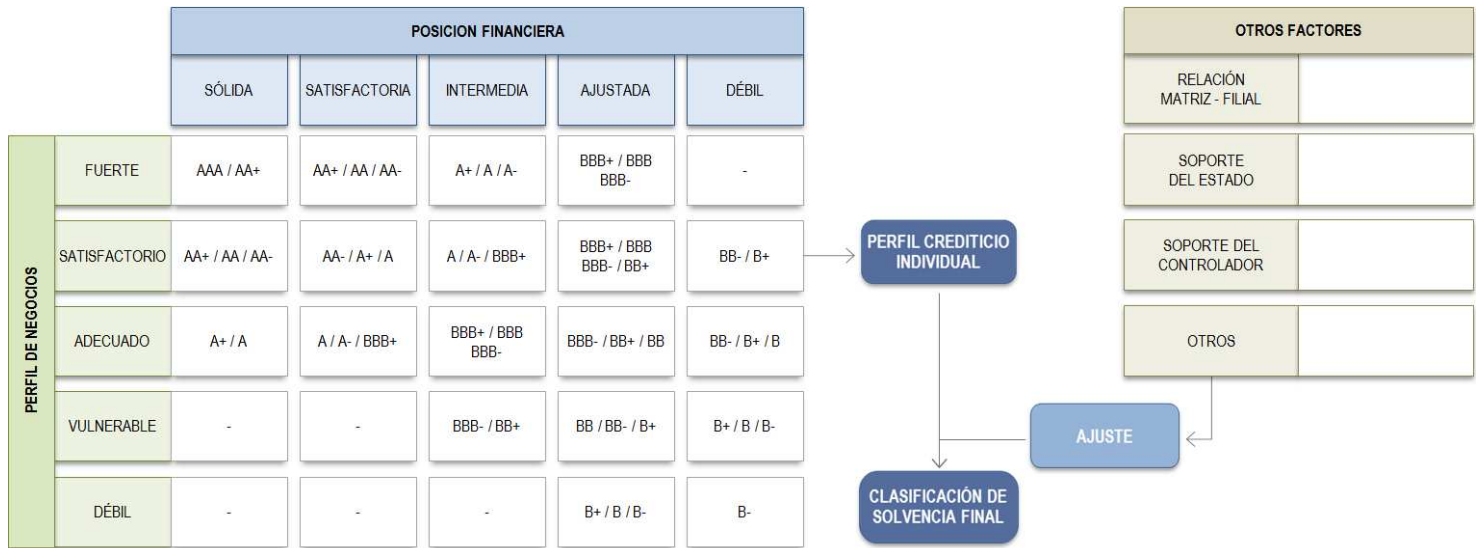 POSICION FINANCIERA
SÓLIDA
SATISFACTORIA
INTERMEDIA
AJUSTADA
DÉBIL
PERFIL DE NEGOCIOS
FUERTE
AAA / AA+
AA+ / AA / AA-
A+ / A / A-
BBB+ / BBB
BBB-
-
SATISFACTORIO
AA+ / AA / AA-
AA- / A+ / A
A / A- / BBB+
BBB+ / BBB
BBB- / BB+
BB- / B+
ADECUADO
A+ / A
A / A- / BBB+
BBB+ / BBB
BBB-
BBB- / BB+ / BB
BB- / B+ / B
VULNERABLE
-
-
BBB- / BB+
BB / BB- / B+
B+ / B / B-
DÉBIL
-
-
-
B+ / B / B-
B-
PERFIL CREDITICIO
INDIVIDUAL
CLASIFICACIÓN DE
SOLVENCIA FINAL
AJUSTE
OTROS FACTORES
RELACIÓN
MATRIZ - FILIAL
SOPORTE
DEL ESTADO
SOPORTE DEL
CONTROLADOR
OTROS